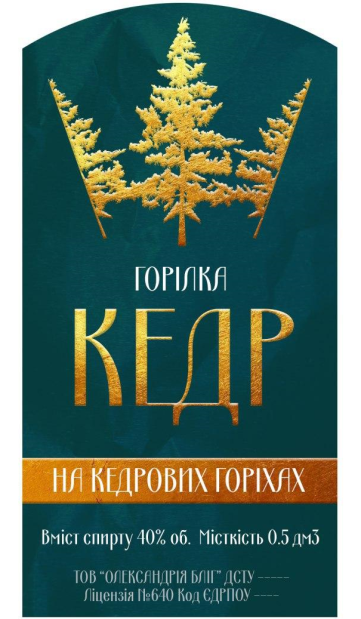 ГОРІЛКА
КЕДР
НА КЕДРОВИХ ГОРІХАХ
Вміст спирту 40% об. Місткість 0.5 дм3
ТОВ "ОЛЕКСАНДРІЯ БЛІГ" ДСТУ -----
Ліцензія №640 Код ЄДРПОУ ----